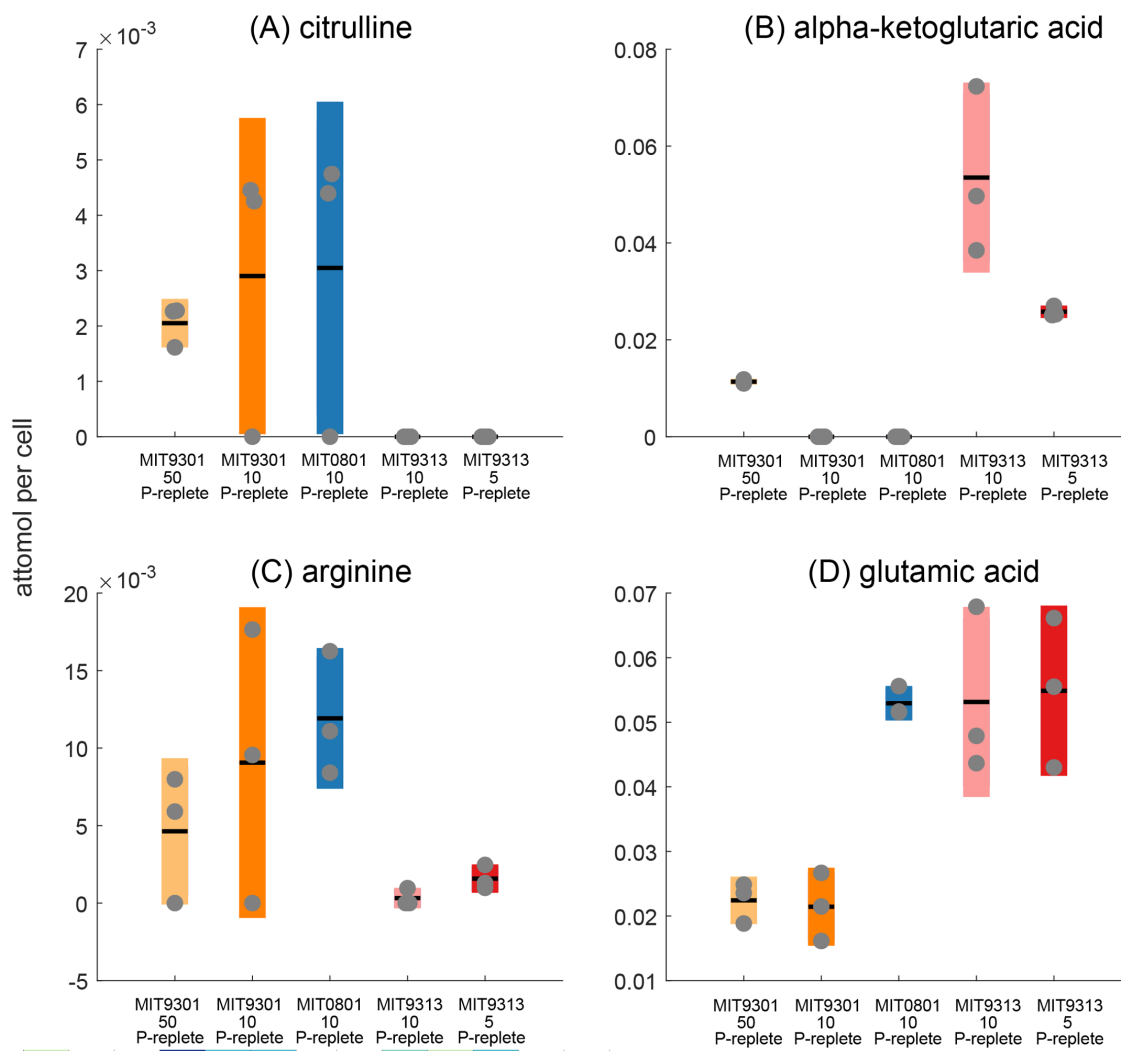 (A) citrulline
(B) alpha-ketoglutaric acid
×10-3
7
6
5
4
3
2
1
0
0.08
0.06
0.04
0.02
0
MIT9301 MIT9301 MIT0801 MIT9313 MIT9313
50 10 10 10 5
P-replete P-replete P-replete P-replete P-replete
MIT9301 MIT9301 MIT0801 MIT9313 MIT9313
50 10 10 10 5
P-replete P-replete P-replete P-replete P-replete
attomol per cell
(C) arginine
(D) glutamic acid
×10-3
20
15
10
5
0
-5
0.07
0.06
0.05
0.04
0.03
0.02
0.01
MIT9301 MIT9301 MIT0801 MIT9313 MIT9313
50 10 10 10 5
P-replete P-replete P-replete P-replete P-replete
MIT9301 MIT9301 MIT0801 MIT9313 MIT9313
50 10 10 10 5
P-replete P-replete P-replete P-replete P-replete